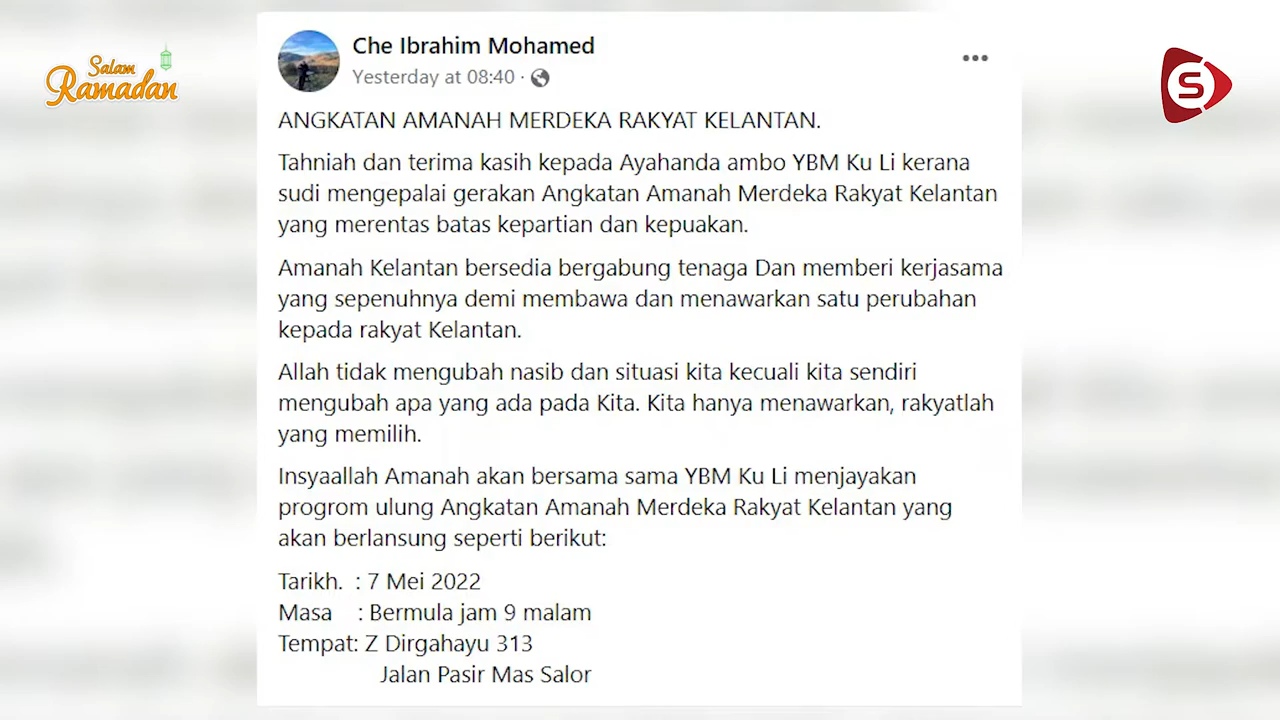 Salam
Ramadan
S
Che Ibrahim Mohamed
Yesterday at 08:40 ·
ANGKATAN AMANAH MERDEKA RAKYAT KELANTAN.
Tahniah dan terima kasih kepada Ayahanda ambo YBM Ku Li kerana
sudi mengepalai gerakan Angkatan Amanah Merdeka Rakyat Kelantan
yang merentas batas kepartian dan kepuakan.
Amanah Kelantan bersedia bergabung tenaga Dan memberi kerjasama
yang sepenuhnya demi membawa dan menawarkan satu perubahan
kepada rakyat Kelantan.
Allah tidak mengubah nasib dan situasi kita kecuali kita sendiri
mengubah apa yang ada pada Kita. Kita hanya menawarkan, rakyatlah
yang memilih.
Insyaallah Amanah akan bersama sama YBM Ku Li menjayakan
progrom ulung Angkatan Amanah Merdeka Rakyat Kelantan yang
akan berlansung seperti berikut:
Tarikh. : 7 Mei 2022
Masa : Bermula jam 9 malam
Tempat: Z Dirgahayu 313
Jalan Pasir Mas Salor